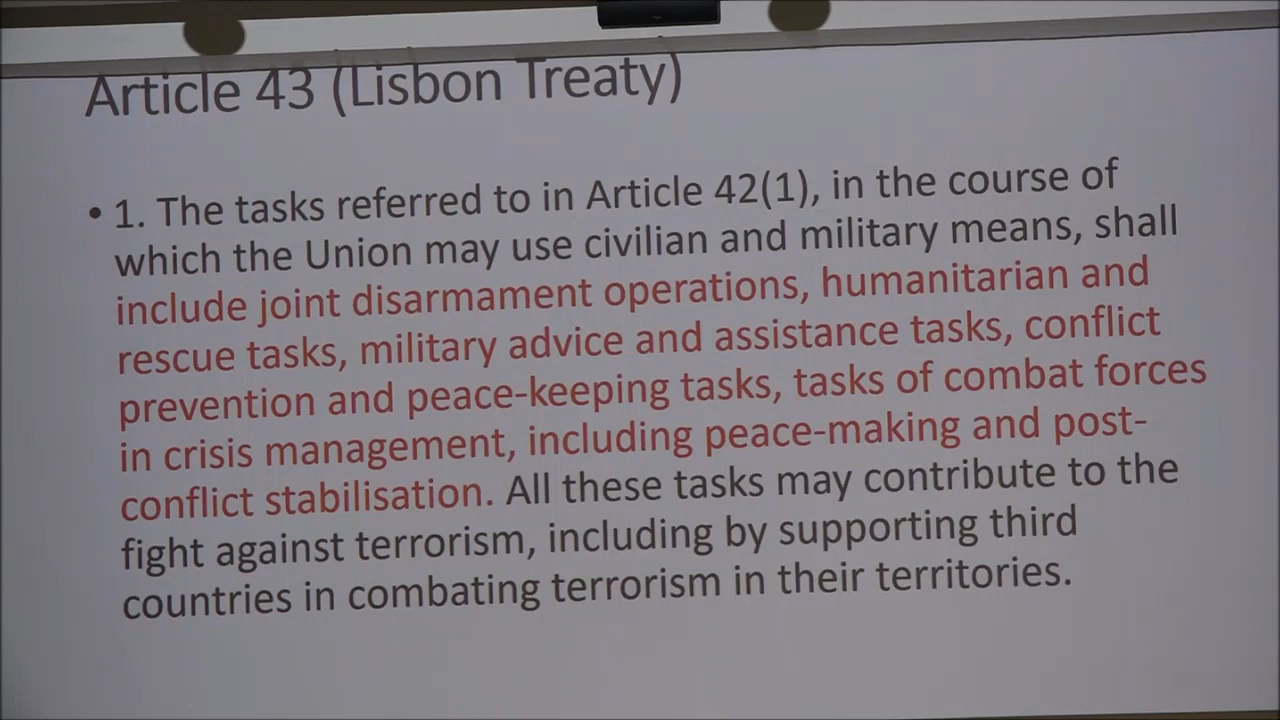 Article 43 (Lisbon Treaty)
• 1. The tasks referred to in Article 42(1), in the course of
which the Union may use civilian and military means, shall
include joint disarmament operations, humanitarian and
rescue tasks, military advice and assistance tasks, conflict
prevention and peace-keeping tasks, tasks of combat forces
in crisis management, including peace-making and post-
conflict stabilisation. All these tasks may contribute to the
fight against terrorism, including by supporting third
countries in combating terrorism in their territories.